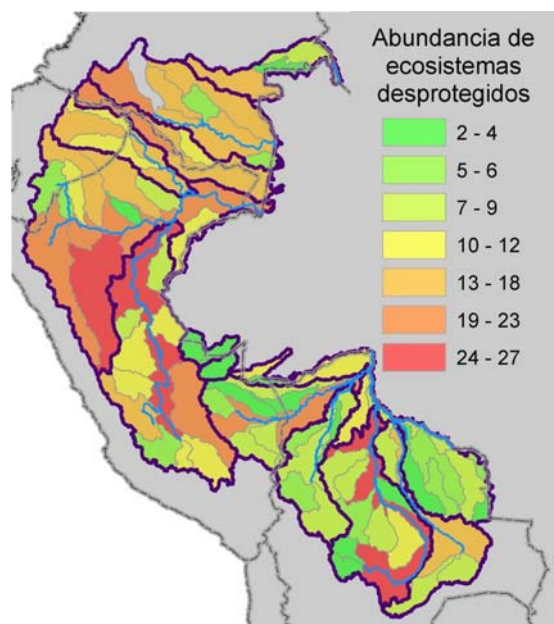 Abundancia de
ecosistemas
desprotegidos
2 - 4
5 - 6
7 - 9
10 - 12
13 - 18
19 - 23
24 - 27